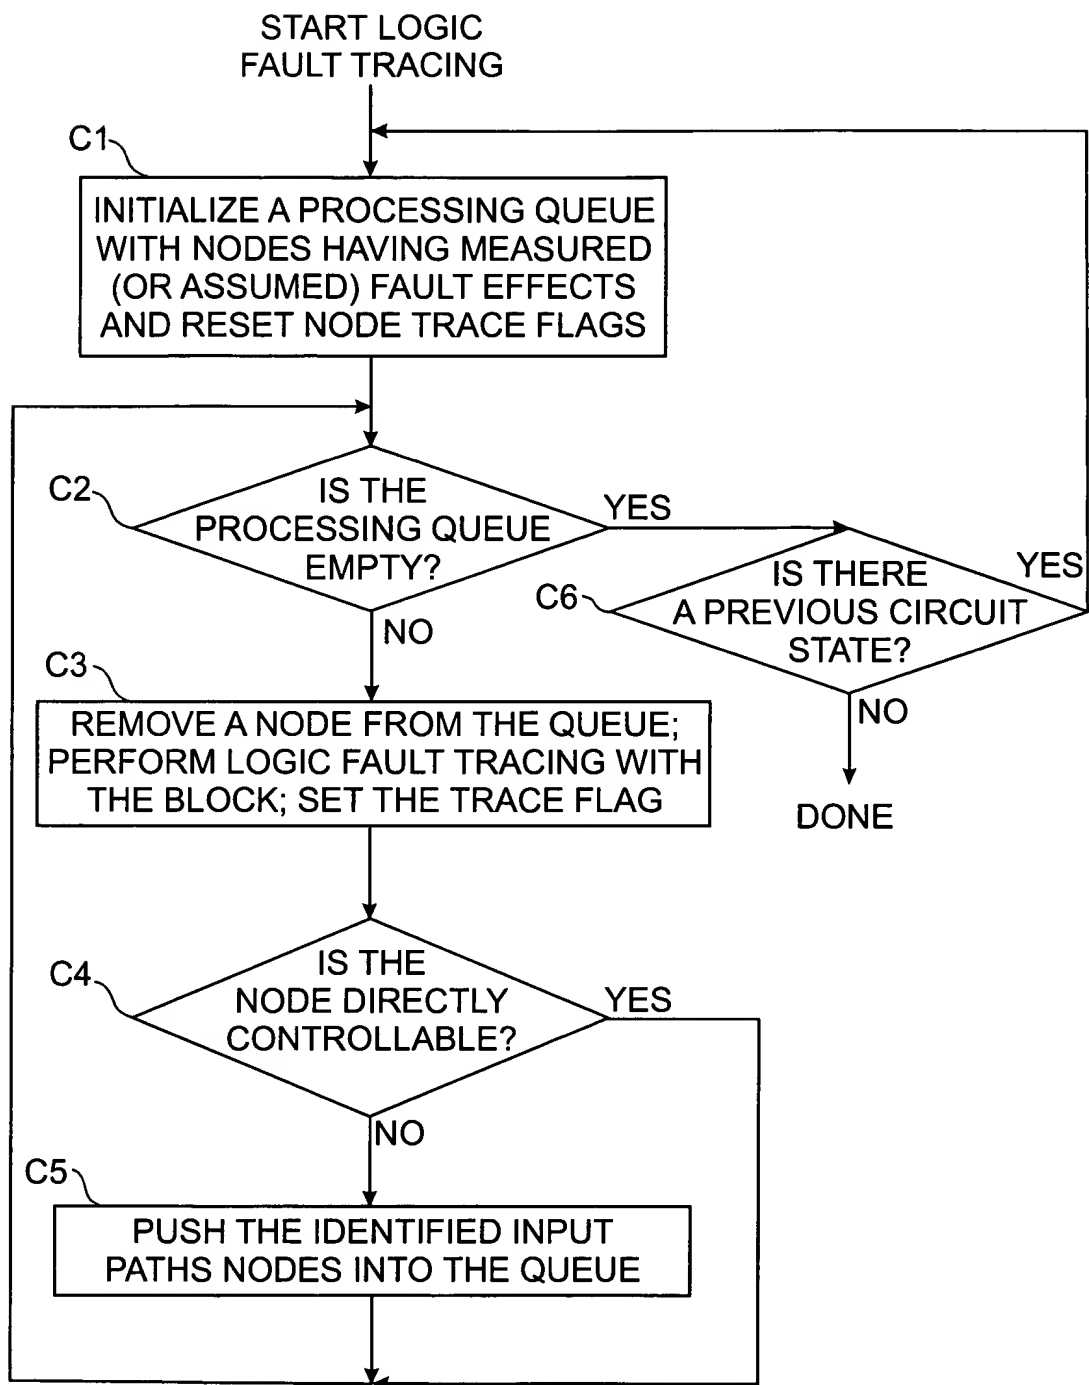 START LOGIC
FAULT TRACING
C1
INITIALIZE A PROCESSING QUEUE
WITH NODES HAVING MEASURED
(OR ASSUMED) FAULT EFFECTS
AND RESET NODE TRACE FLAGS
C2
IS THE
PROCESSING QUEUE
EMPTY?
YES
NO
C6
IS THERE
A PREVIOUS CIRCUIT
STATE?
YES
NO
DONE
C3
REMOVE A NODE FROM THE QUEUE;
PERFORM LOGIC FAULT TRACING WITH
THE BLOCK; SET THE TRACE FLAG
C4
IS THE
NODE DIRECTLY
CONTROLLABLE?
YES
NO
C5
PUSH THE IDENTIFIED INPUT
PATHS NODES INTO THE QUEUE